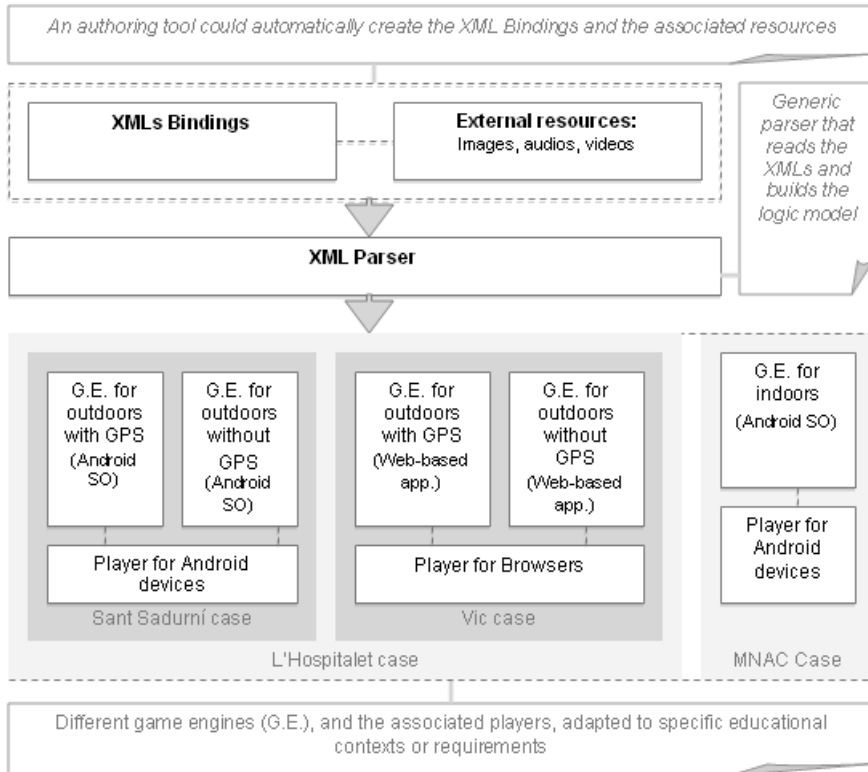 An authoring tool could automatically create the XML Bindings and the associated resources
XMLs Bindings
External resources:
Images, audios, videos
Generic
parser that
reads the
XMLs and
builds the
logic model
XML Parser
G.E. for
outdoors
with GPS
(Android
SO)
G.E. for
outdoors
without
GPS
(Android
SO)
G.E. for
outdoors
with GPS
(Web-based
app.)
G.E. for
outdoors
without
GPS
(Web-based
app.)
G.E. for
indoors
(Android SO)
Player for Android
devices
Player for Browsers
Player for
Android
devices
Sant Sadurní case
Vic case
L'Hospitalet case
MNAC Case
Different game engines (G.E.), and the associated players, adapted to specific educational
contexts or requirements